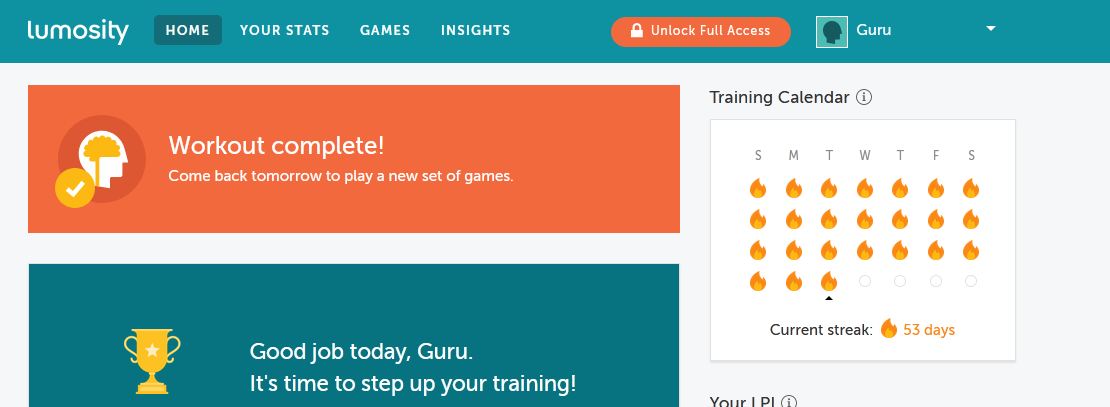 lumosity HOME YOUR STATS GAMES INSIGHTS Unlock Full Access Guru
Workout complete!
Come back tomorrow to play a new set of games.
Good job today, Guru.
It's time to step up your training!
Training Calendar
S M T W T F S
Current streak: 53 days
Your LPI